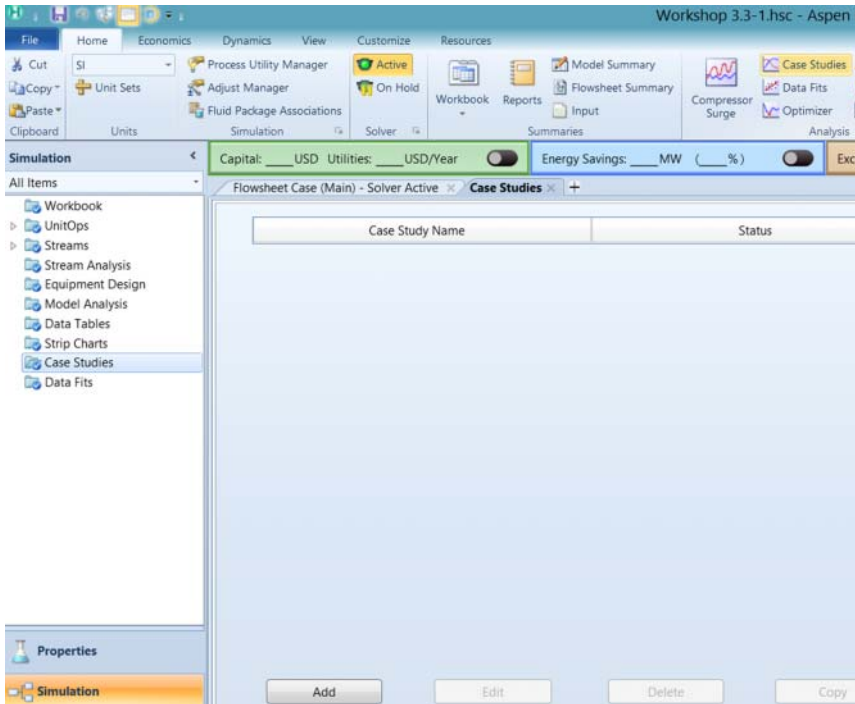 Workshop 3.3-1.hsc - Aspen
File Home Economics Dynamics View Customize Resources
Cut SI Process Utility Manager Active Model Summary Case Studies
Copy Unit Sets Adjust Manager On Hold Workbook Reports Flowsheet Summary Compressor Surge Data Fits
Paste Fluid Package Associations Input Optimizer
Clipboard Units Simulation Solver Summaries Analysis
Simulation < Capital: ____USD Utilities: ____USD/Year Energy Savings: ____MW (____%) Exc
All Items Flowsheet Case (Main) - Solver Active × Case Studies × +
Workbook
Case Study Name Status
UnitOps
Streams
Stream Analysis
Equipment Design
Model Analysis
Data Tables
Strip Charts
Case Studies
Data Fits
Properties
Simulation
Add Edit Delete Copy